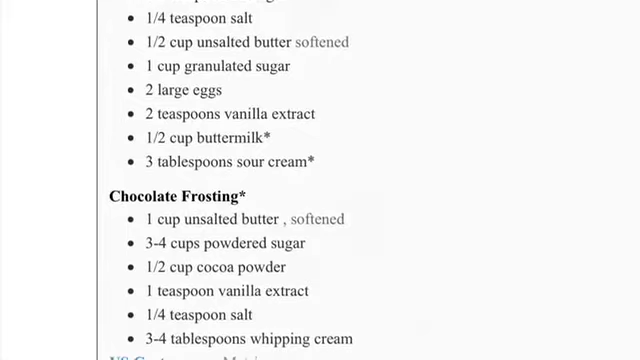 1/4 teaspoon salt
1/2 cup unsalted butter softened
1 cup granulated sugar
2 large eggs
2 teaspoons vanilla extract
1/2 cup buttermilk*
3 tablespoons sour cream*
Chocolate Frosting*
1 cup unsalted butter , softened
3-4 cups powdered sugar
1/2 cup cocoa powder
1 teaspoon vanilla extract
1/4 teaspoon salt
3-4 tablespoons whipping cream